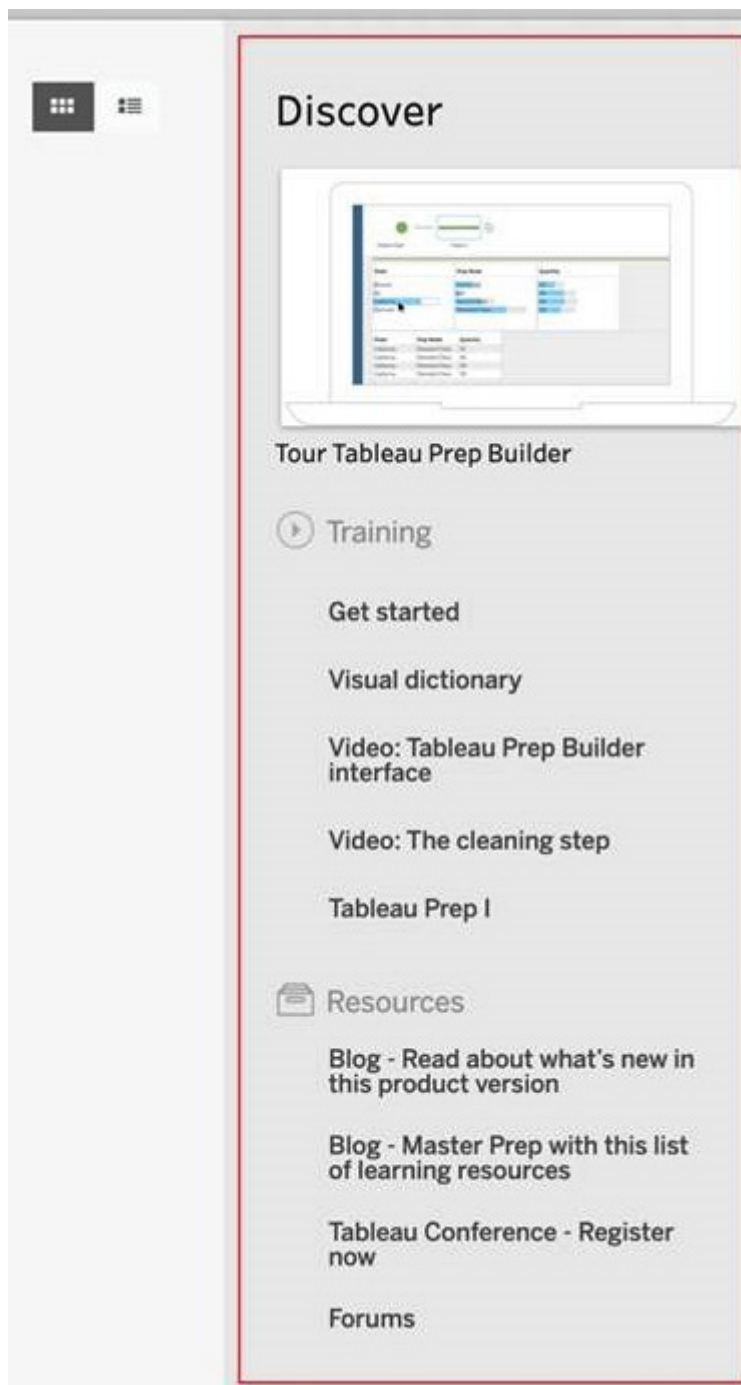 Discover
Tour Tableau Prep Builder
Training
Get started
Visual dictionary
Video: Tableau Prep Builder
interface
Video: The cleaning step
Tableau Prep I
Resources
Blog - Read about what's new in
this product version
Blog - Master Prep with this list
of learning resources
Tableau Conference - Register
now
Forums